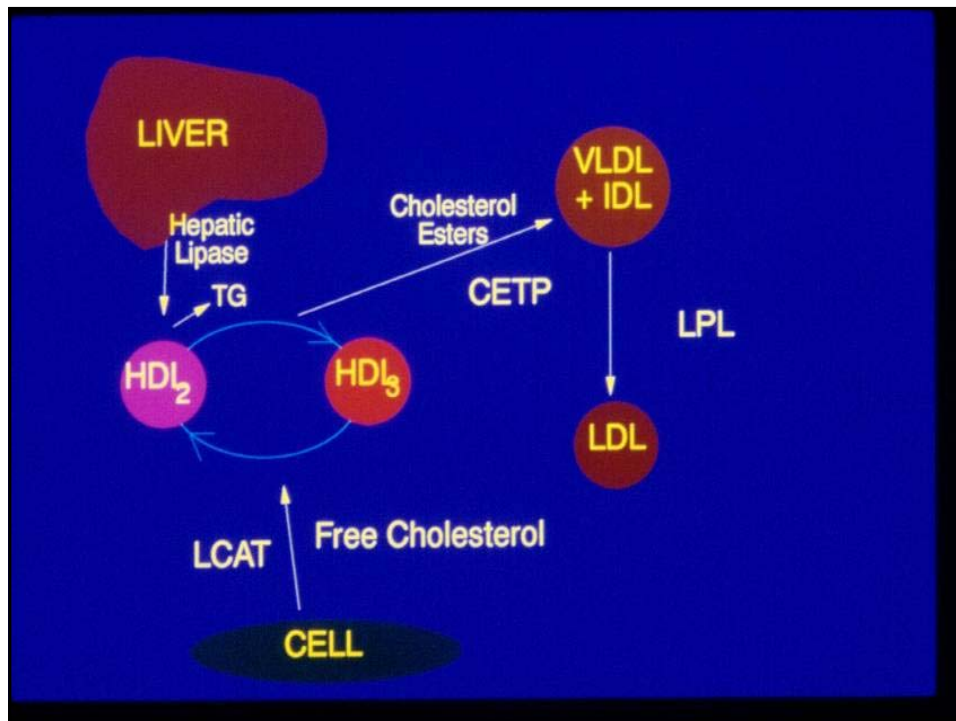 LIVER
VLDL
+ IDL
Hepatic
Lipase
Cholesterol
Esters
TG
CETP
LPL
HDL2
HDL3
LDL
Free Cholesterol
LCAT
CELL